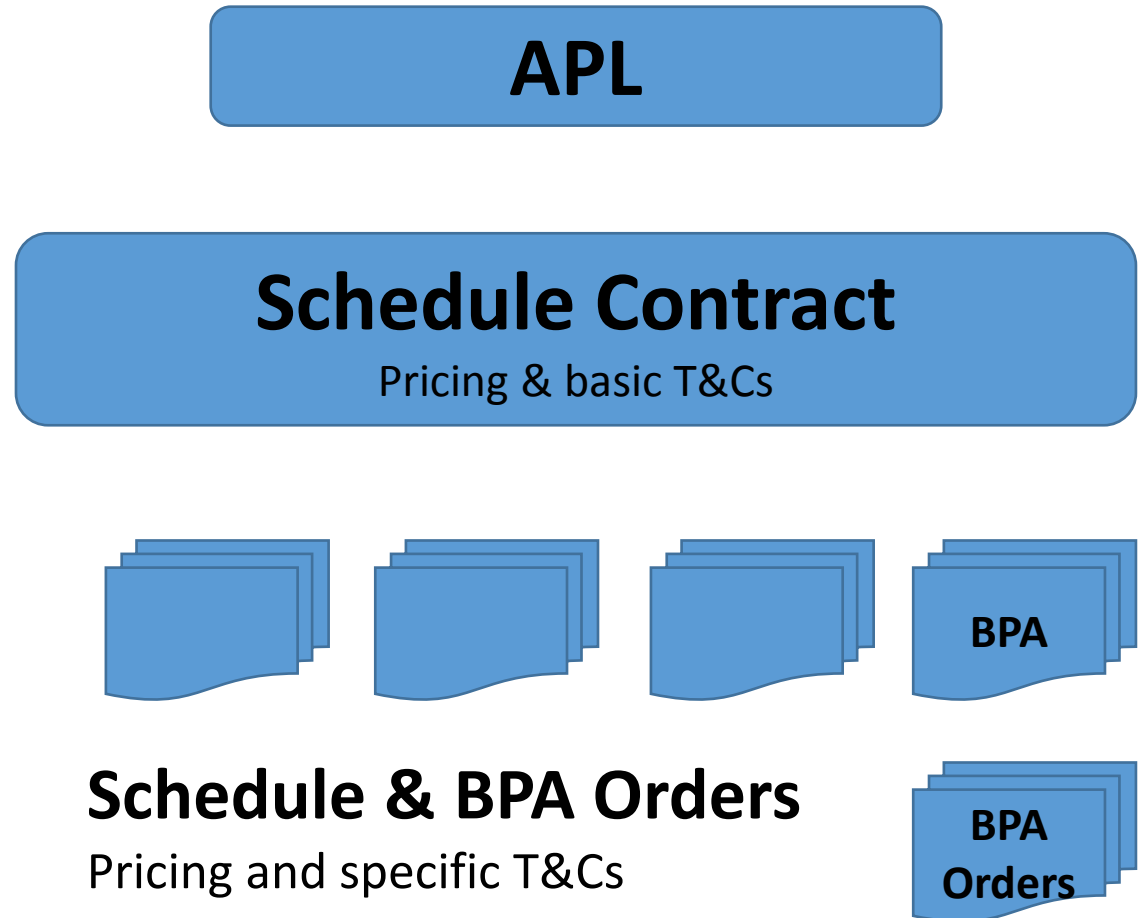 APL
Schedule Contract
Pricing & basic T&Cs
BPA
Schedule & BPA Orders
Pricing and specific T&Cs
BPA
Orders